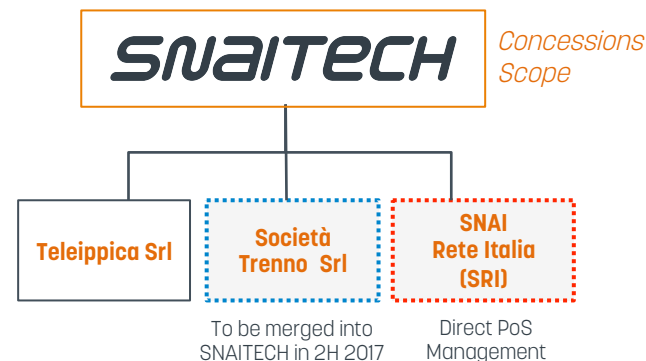 SNAITECH
Concessions
Scope
Teleippica Srl
Società
Trenno Srl
SNAI
Rete Italia
(SRI)
To be merged into
SNAITECH in 2H 2017
Direct PoS
Management